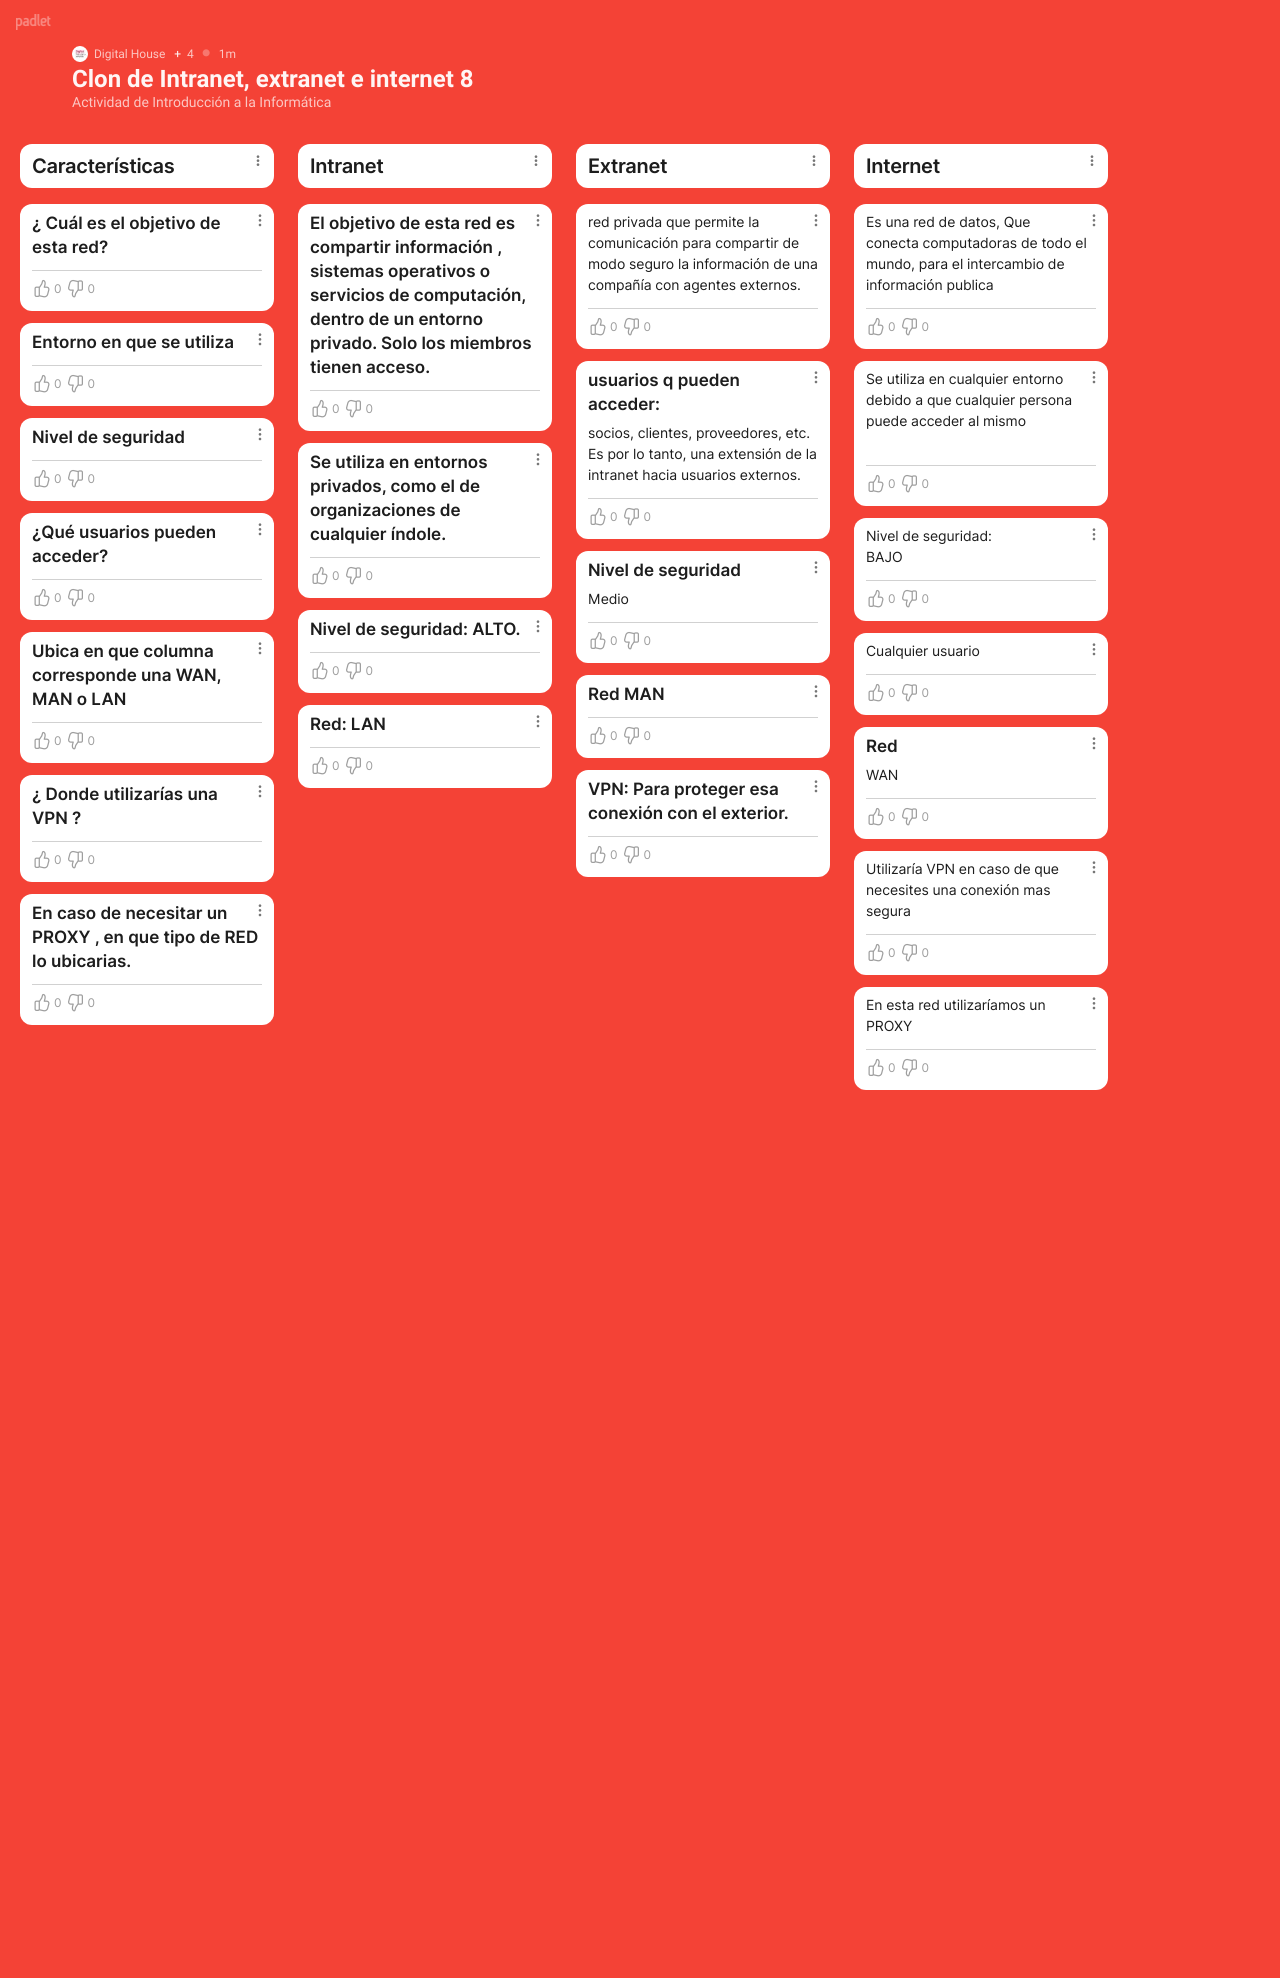 padlet
Digital House + 4 1m
Clon de Intranet, extranet e internet 8
Actividad de Introducción a la Informática
Características
¿ Cuál es el objetivo de
esta red?
0 0
Entorno en que se utiliza
0 0
Nivel de seguridad
0 0
¿Qué usuarios pueden
acceder?
0 0
Ubica en que columna
corresponde una WAN,
MAN o LAN
0 0
¿ Donde utilizarías una
VPN ?
0 0
En caso de necesitar un
PROXY , en que tipo de RED
lo ubicarias.
0 0
Intranet
El objetivo de esta red es
compartir información ,
sistemas operativos o
servicios de computación,
dentro de un entorno
privado. Solo los miembros
tienen acceso.
0 0
Se utiliza en entornos
privados, como el de
organizaciones de
cualquier índole.
0 0
Nivel de seguridad: ALTO.
0 0
Red: LAN
0 0
Extranet
red privada que permite la
comunicación para compartir de
modo seguro la información de una
compañía con agentes externos.
0 0
usuarios q pueden
acceder:
socios, clientes, proveedores, etc.
Es por lo tanto, una extensión de la
intranet hacia usuarios externos.
0 0
Nivel de seguridad
Medio
0 0
Red MAN
0 0
VPN: Para proteger esa
conexión con el exterior.
0 0
Internet
Es una red de datos, Que
conecta computadoras de todo el
mundo, para el intercambio de
información publica
0 0
Se utiliza en cualquier entorno
debido a que cualquier persona
puede acceder al mismo
0 0
Nivel de seguridad:
BAJO
0 0
Cualquier usuario
0 0
Red
WAN
0 0
Utilizaría VPN en caso de que
necesites una conexión mas
segura
0 0
En esta red utilizaríamos un
PROXY
0 0